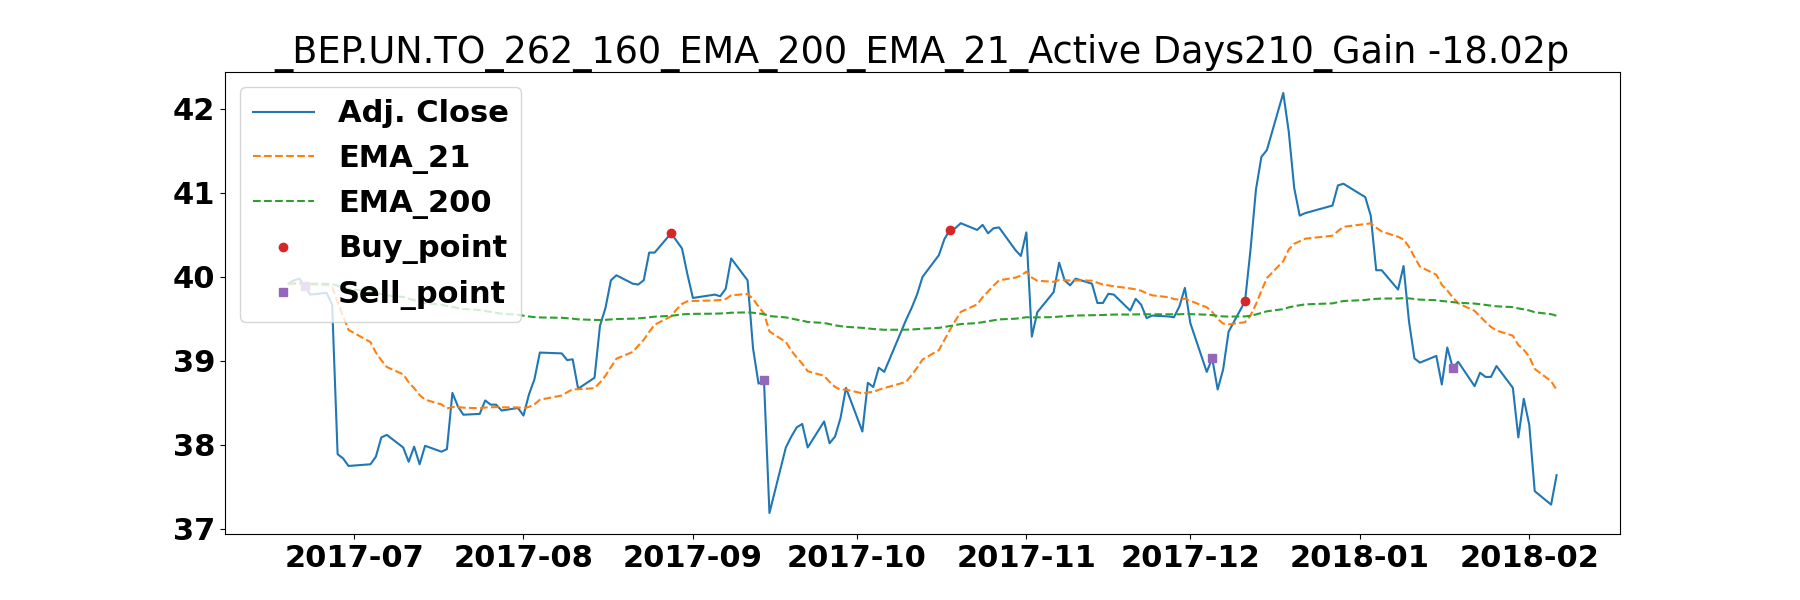 _BEP.UN.TO_262_160_EMA_200_EMA_21_Active Days210_Gain -18.02p
Adj. Close
EMA_21
EMA_200
Buy_point
Sell_point
42
41
40
39
38
37
2017-07 2017-08 2017-09 2017-10 2017-11 2017-12 2018-01 2018-02